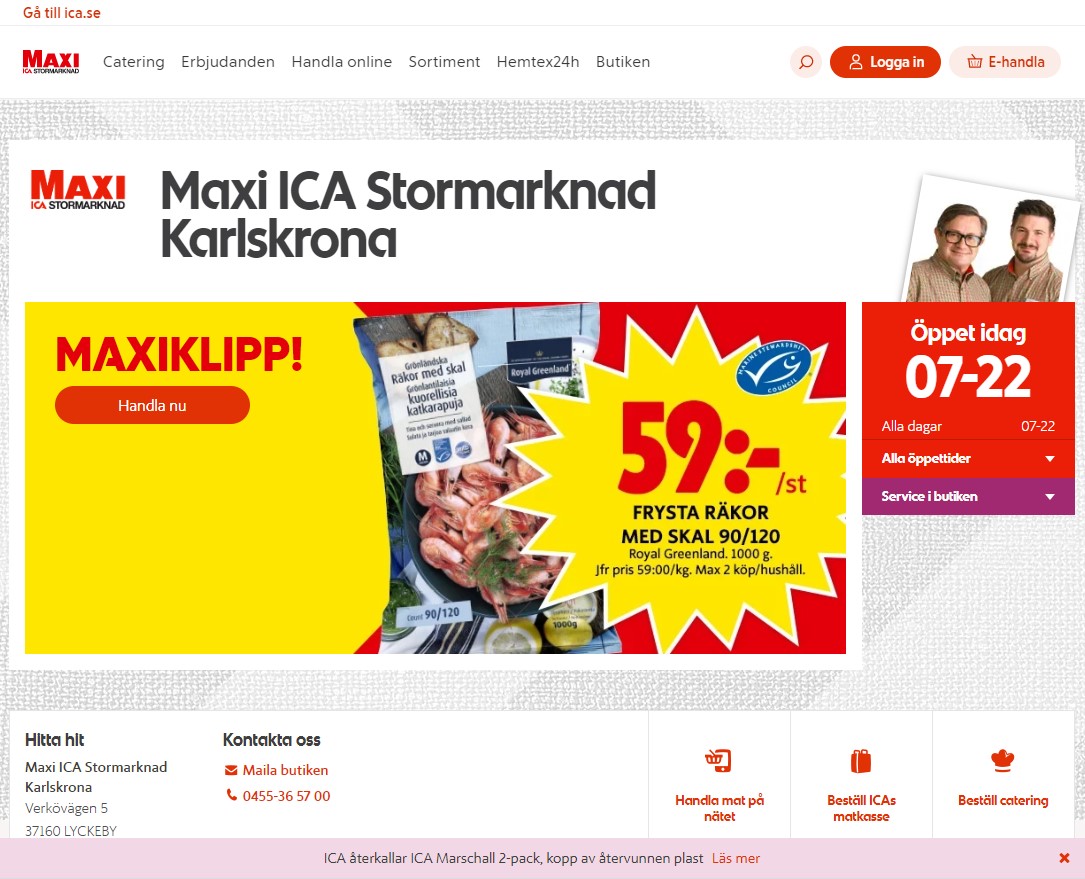 Gå till ica.se
MAXI
ICA STORMARKNAD
Catering Erbjudanden Handla online Sortiment Hemtex24h Butiken
Logga in
E-handla
MAXI
ICA STORMARKNAD
Maxi ICA Stormarknad
Karlskrona
MAXIKLIPP!
Handla nu
Grönländska
Räkor med skal
Grönlantilaisia
kuorellisia
katkarapuja
Royal Greenland
Count 90/120
1000g
MARINE STEWARDSHIP
COUNCIL
59:-
/st
FRYSTA RÄKOR
MED SKAL 90/120
Royal Greenland. 1000 g.
Jfr pris 59:00/kg. Max 2 köp/hushåll.
Öppet idag
07-22
Alla dagar 07-22
Alla öppettider
Service i butiken
Hitta hit
Maxi ICA Stormarknad
Karlskrona
Verkövägen 5
37160 LYCKEBY
Kontakta oss
Maila butiken
0455-36 57 00
Handla mat på
nätet
Beställ ICAs
matkasse
Beställ catering
ICA återkallar ICA Marschall 2-pack, kopp av återvunnen plast Läs mer